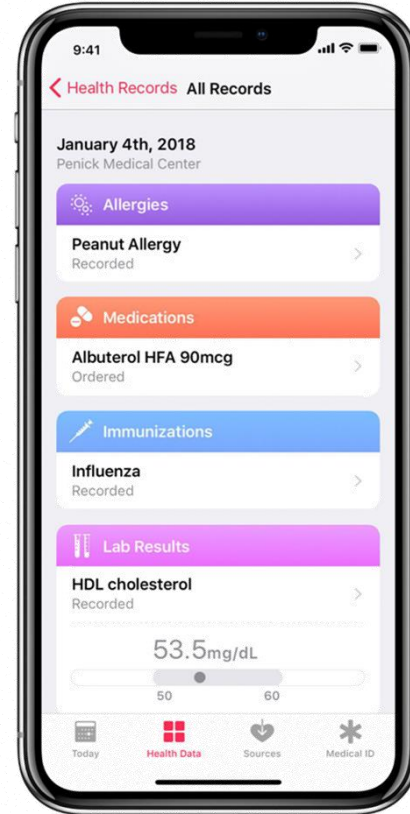 9:41
Health Records All Records
January 4th, 2018
Penick Medical Center
Allergies
Peanut Allergy
Recorded
Medications
Albuterol HFA 90mcg
Ordered
Immunizations
Influenza
Recorded
Lab Results
HDL cholesterol
Recorded
53.5mg/dL
50 60
Today Health Data Sources Medical ID